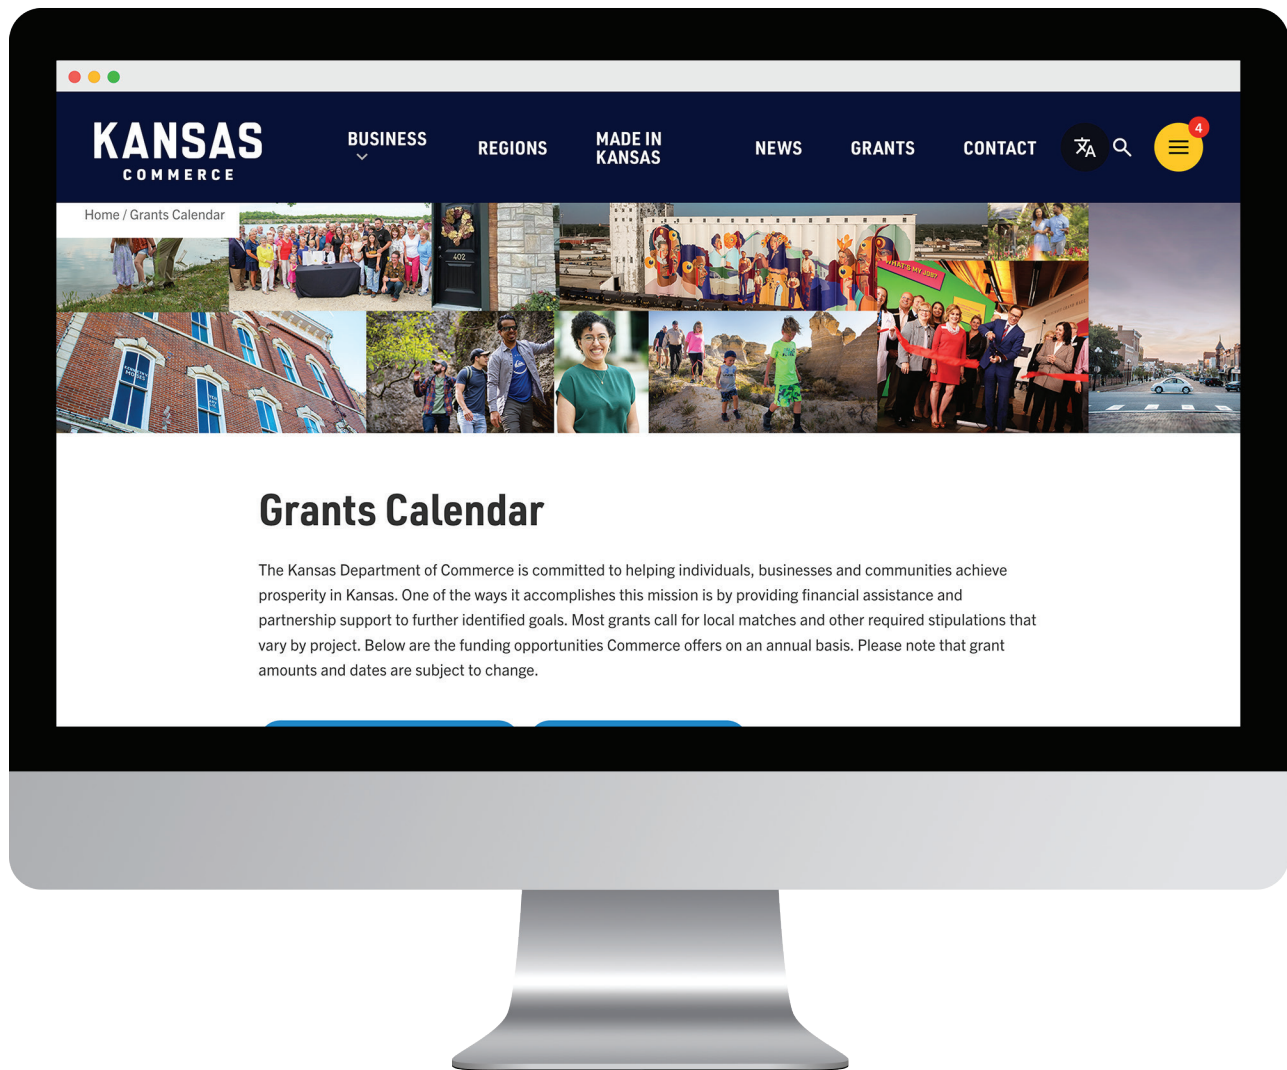 KANSAS
COMMERCE
BUSINESS
REGIONS
MADE IN
KANSAS
NEWS
GRANTS
CONTACT
4
Home / Grants Calendar
402
WHAT'S MY JOB?
Grants Calendar
The Kansas Department of Commerce is committed to helping individuals, businesses and communities achieve
prosperity in Kansas. One of the ways it accomplishes this mission is by providing financial assistance and
partnership support to further identified goals. Most grants call for local matches and other required stipulations that
vary by project. Below are the funding opportunities Commerce offers on an annual basis. Please note that grant
amounts and dates are subject to change.